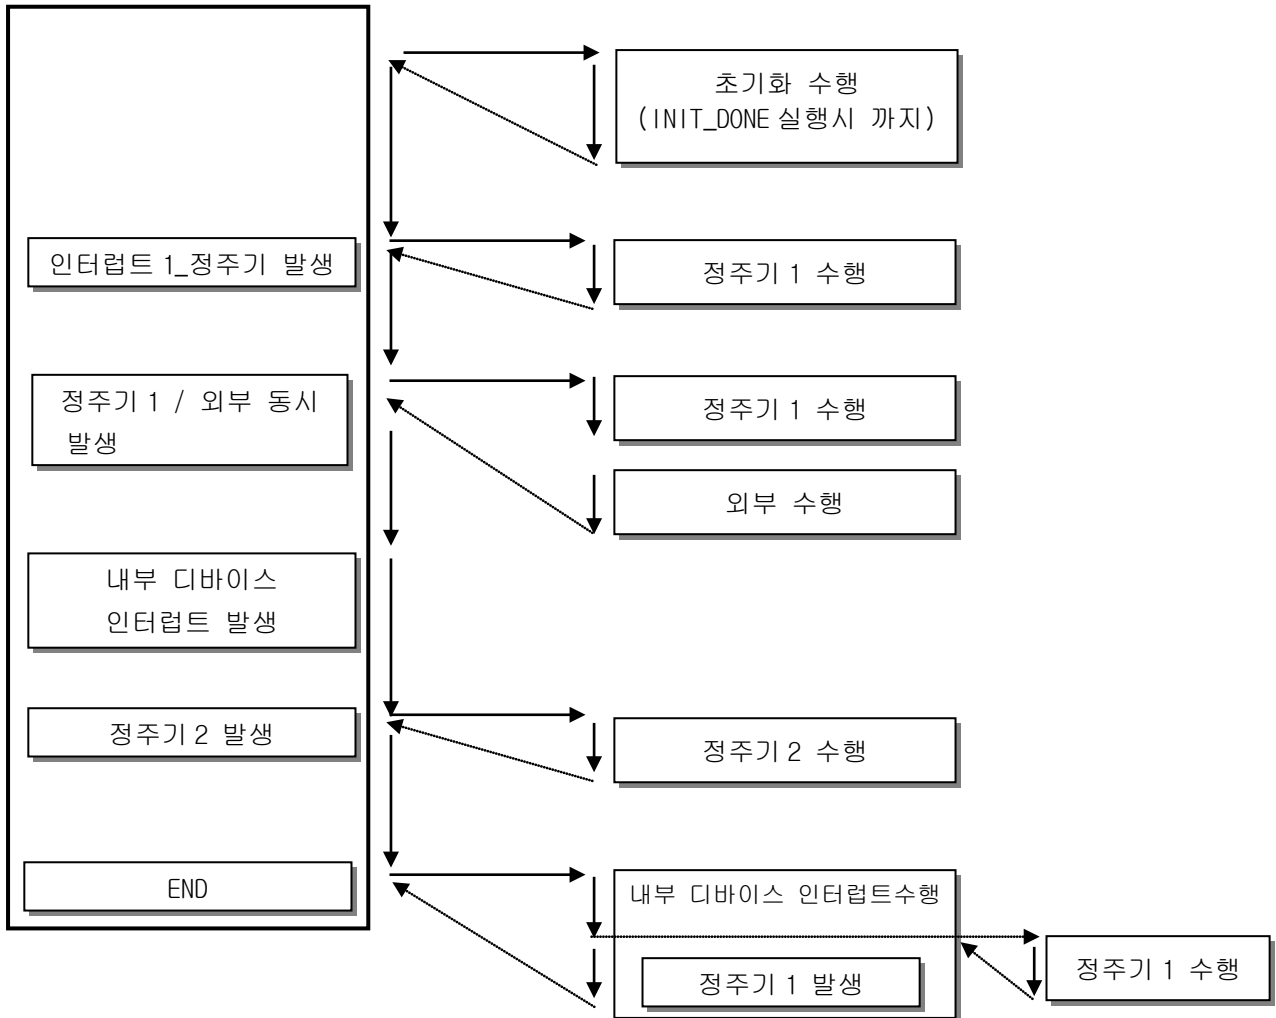 초기화 수행
(INIT_DONE 실행시 까지)
인터럽트 1_정주기 발생
정주기 1 수행
정주기 1 / 외부 동시
발생
정주기 1 수행
외부 수행
내부 디바이스
인터럽트 발생
정주기 2 발생
정주기 2 수행
END
내부 디바이스 인터럽트수행
정주기 1 발생
정주기 1 수행